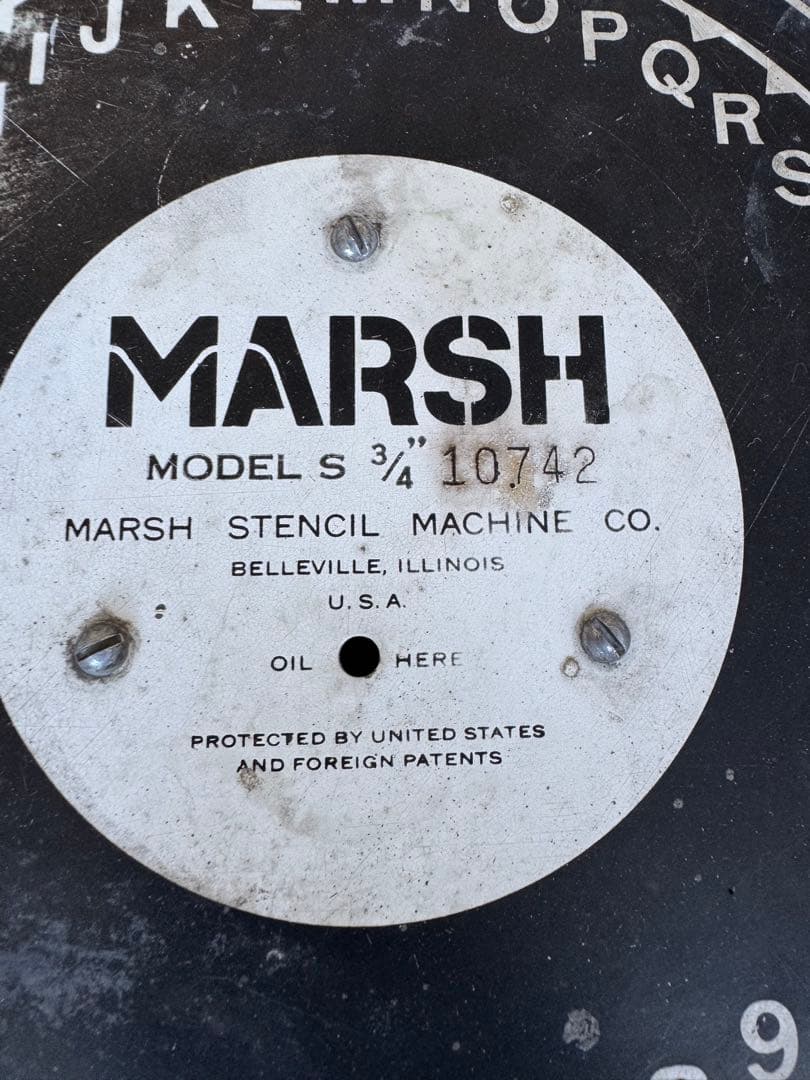 I J K L M N O P Q R S
MARSH
MODEL S 3/4" 10742
MARSH STENCIL MACHINE CO.
BELLEVILLE, ILLINOIS
U.S.A.
OIL HERE
PROTECTED BY UNITED STATES
AND FOREIGN PATENTS
9